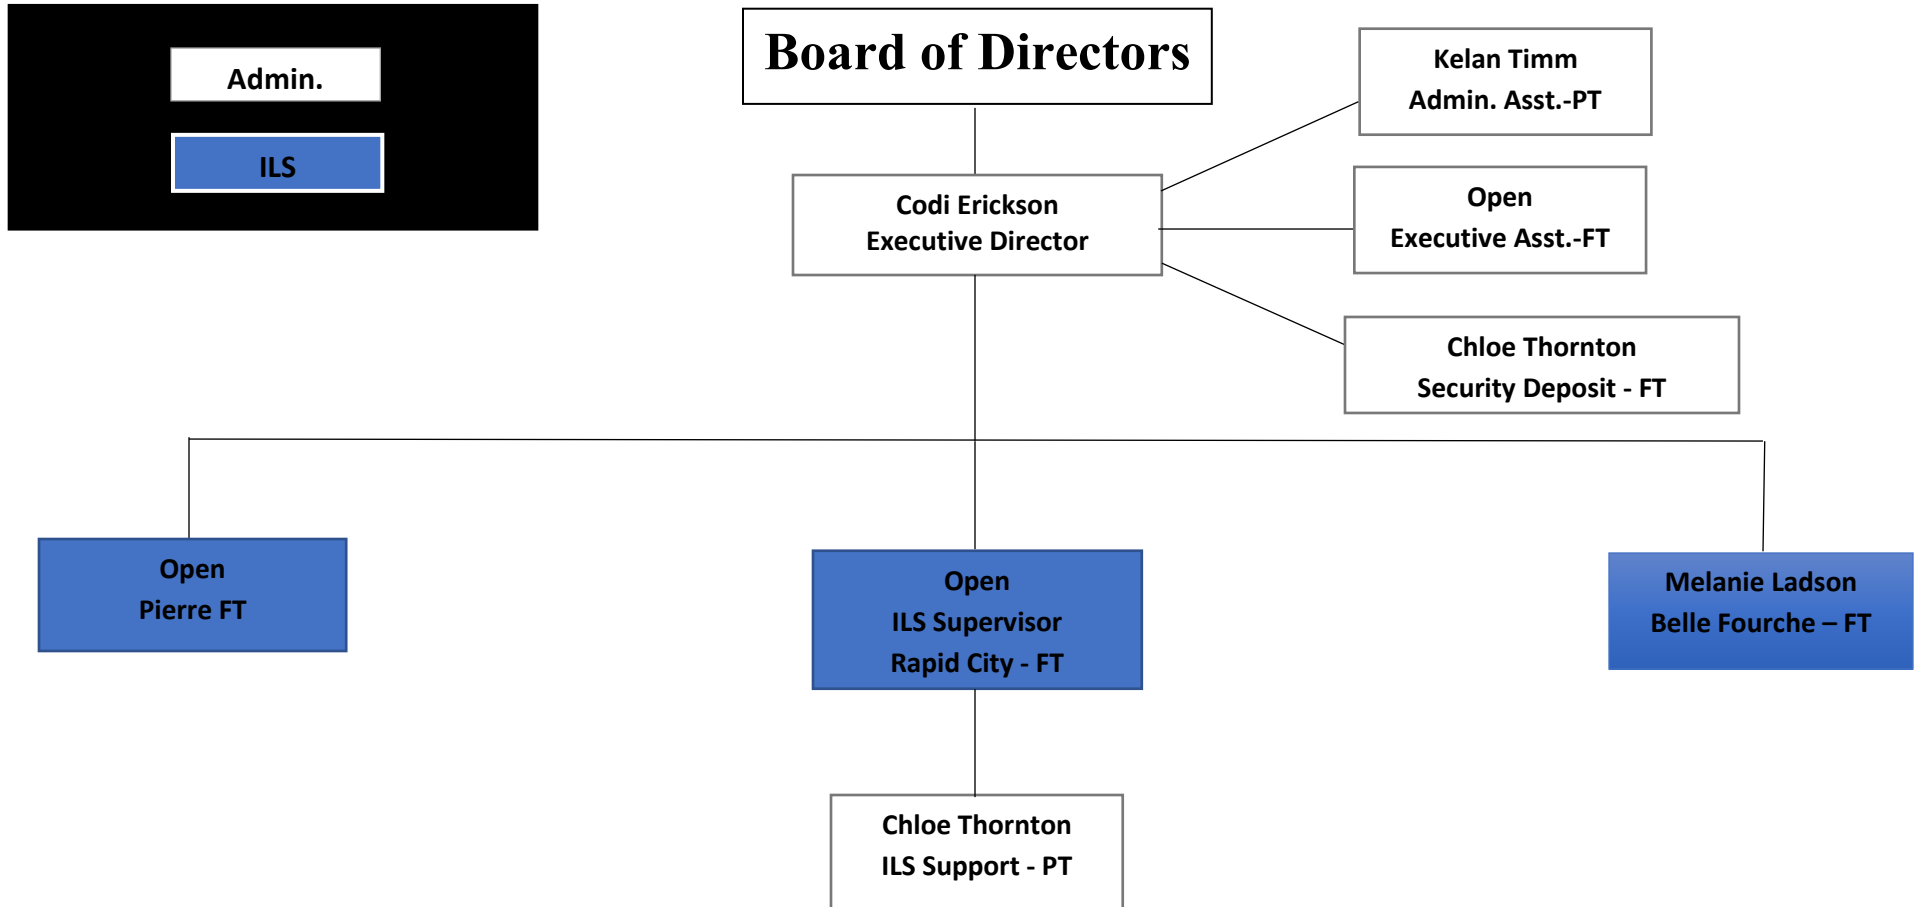 Admin.
ILS
Board of Directors
Kelan Timm
Admin. Asst.-PT
Codi Erickson
Executive Director
Open
Executive Asst.-FT
Chloe Thornton
Security Deposit - FT
Open
Pierre FT
Open
ILS Supervisor
Rapid City - FT
Melanie Ladson
Belle Fourche – FT
Chloe Thornton
ILS Support - PT